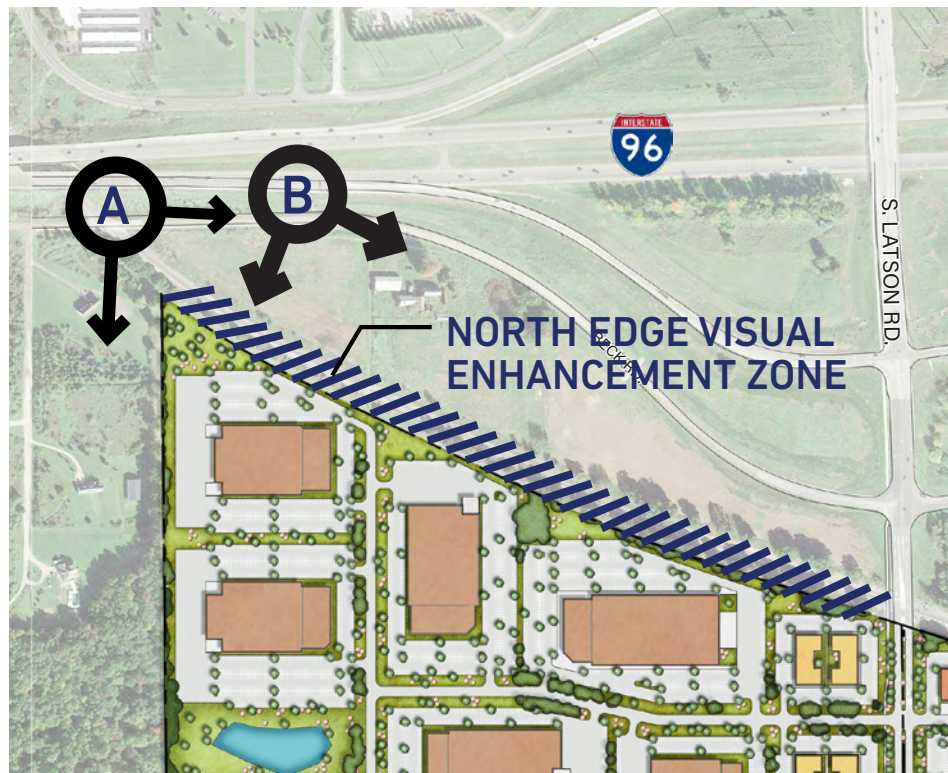 INTERSTATE
96
A
B
S. LATSON RD.
NORTH EDGE VISUAL
ENHANCEMENT ZONE